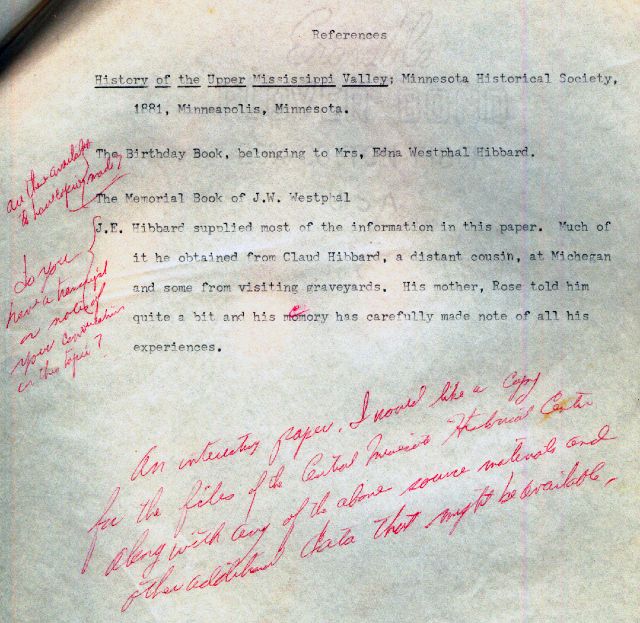 References
History of the Upper Mississippi Valley; Minnesota Historical Society,
1881, Minneapolis, Minnesota.
The Birthday Book, belonging to Mrs, Edna Westphal Hibbard.
The Memorial Book of J.W. Westphal
J.E. Hibbard supplied most of the information in this paper. Much of
it he obtained from Claud Hibbard, a distant cousin, at Michegan
and some from visiting graveyards. His mother, Rose told him
quite a bit and his memory has carefully made note of all his
experiences.
are these available
to have copies made?
Do you
have a transcript
or notes of
your conversation
on this topic?
An interesting paper. I would like a copy
for the files of the Central Minnesota Historical Center
along with any of the above source materials and
other additional data that might be available.